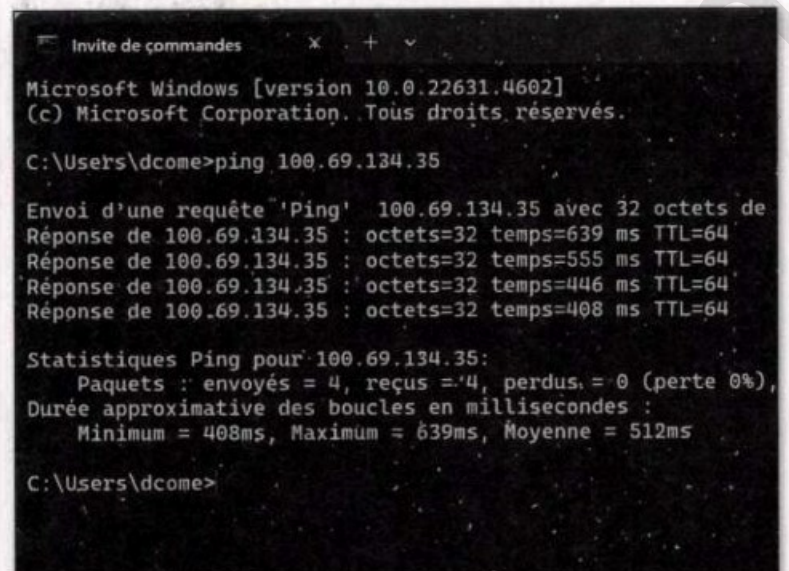 Invite de commandes
Microsoft Windows [version 10.0.22631.4602]
(c) Microsoft Corporation. Tous droits réservés.
C:\Users\dcome>ping 100.69.134.35
Envoi d'une requête 'Ping'  100.69.134.35 avec 32 octets de
Réponse de 100.69.134.35 : octets=32 temps=639 ms TTL=64
Réponse de 100.69.134.35 : octets=32 temps=555 ms TTL=64
Réponse de 100.69.134.35 : octets=32 temps=446 ms TTL=64
Réponse de 100.69.134.35 : octets=32 temps=408 ms TTL=64
Statistiques Ping pour 100.69.134.35:
Paquets : envoyés = 4, reçus = 4, perdus = 0 (perte 0%),
Durée approximative des boucles en millisecondes :
Minimum = 408ms, Maximum = 639ms, Moyenne = 512ms
C:\Users\dcome>